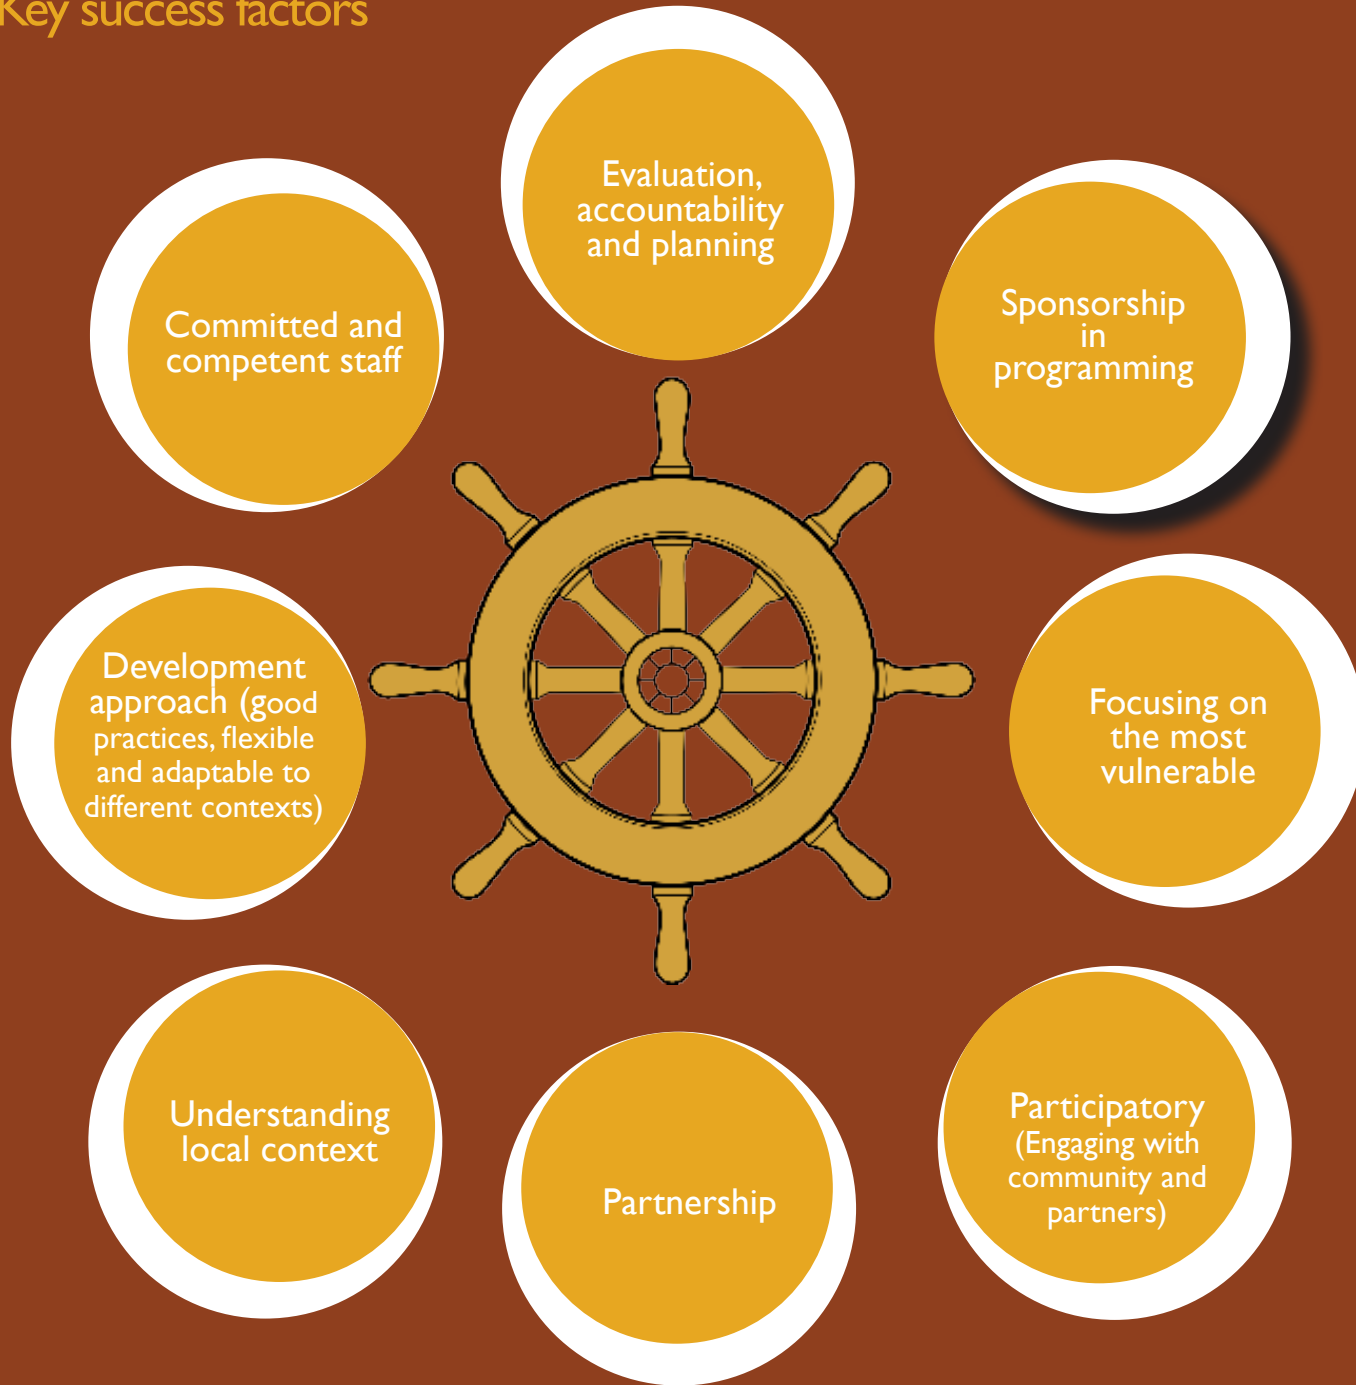 Key success factors
Evaluation,
accountability
and planning
Sponsorship
in
programming
Focusing on
the most
vulnerable
Participatory
(Engaging with
community and
partners)
Partnership
Understanding
local context
Development
approach (good
practices, flexible
and adaptable to
different contexts)
Committed and
competent staff